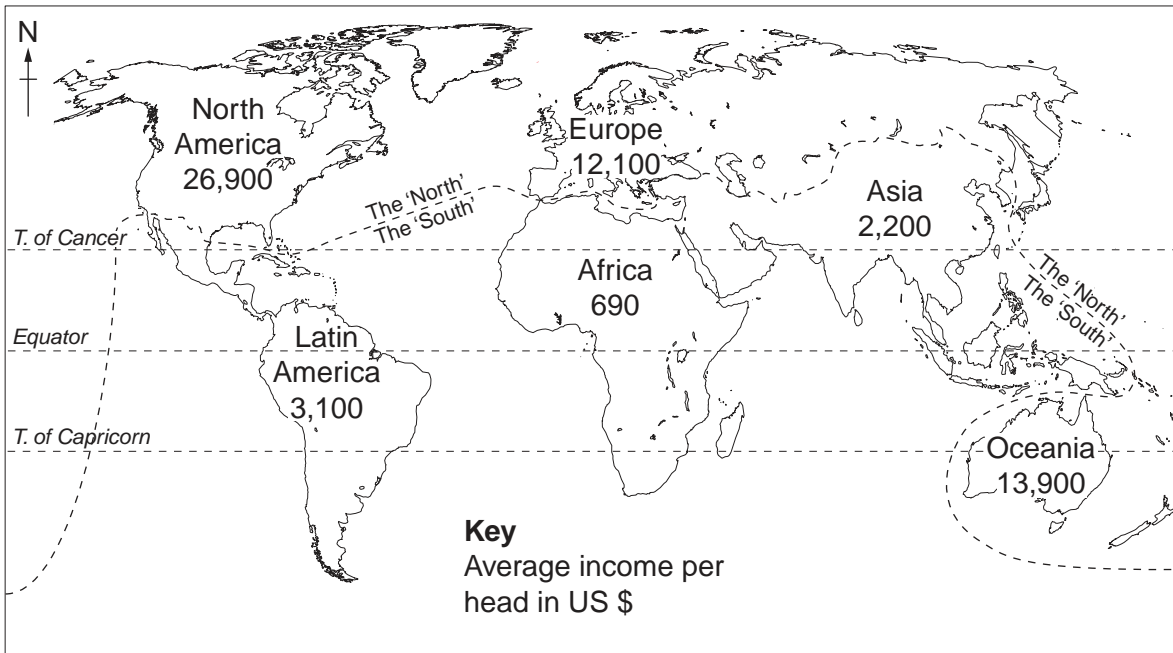 N
North
America
26,900
Europe
12,100
Asia
2,200
The 'North'
The 'South'
T. of Cancer
Africa
690
The 'North'
The 'South'
Equator
Latin
America
3,100
T. of Capricorn
Oceania
13,900
Key
Average income per
head in US $